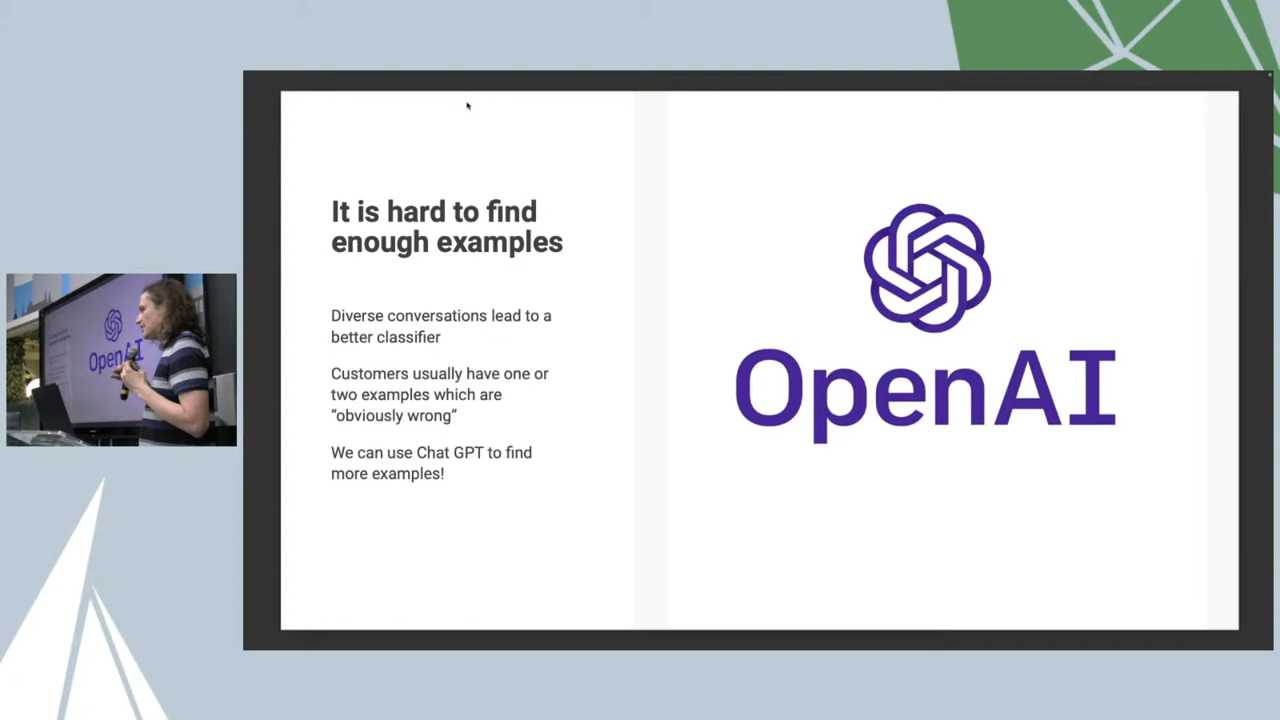 It is hard to find
enough examples
Diverse conversations lead to a
better classifier
Customers usually have one or
two examples which are
“obviously wrong”
We can use Chat GPT to find
more examples!
OpenAI
OpenAI